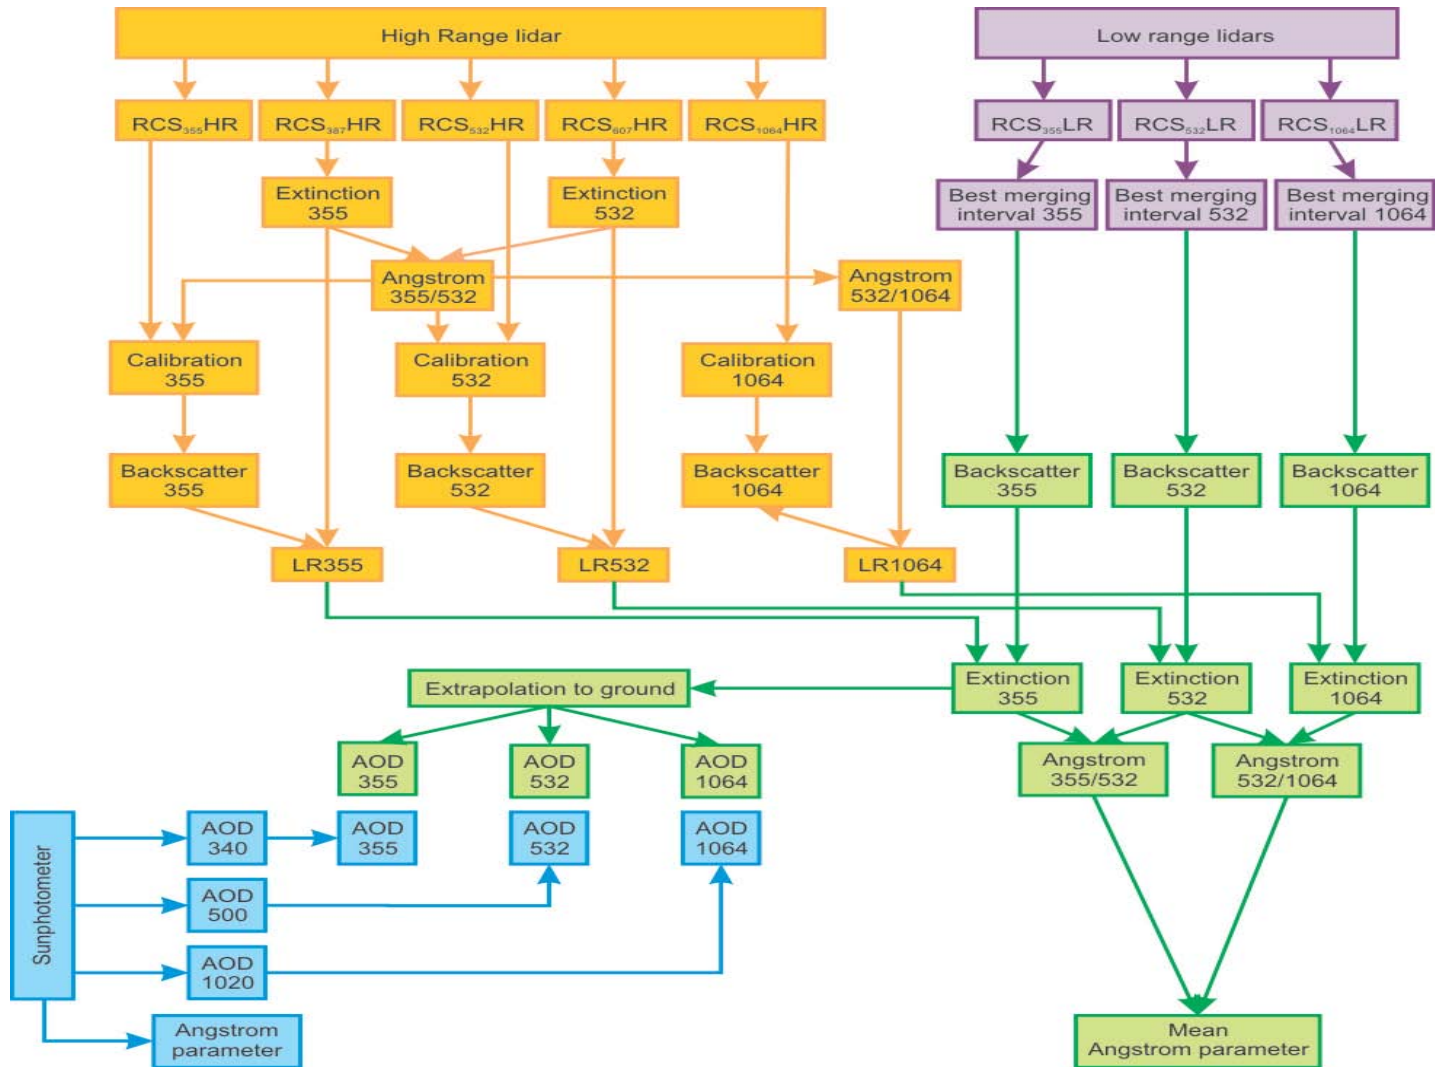 High Range lidar
Low range lidars
RCS₃₅₅HR
RCS₃₈₇HR
RCS₅₃₂HR
RCS₆₀₇HR
RCS₁₀₆₄HR
RCS₃₅₅LR
RCS₅₃₂LR
RCS₁₀₆₄LR
Extinction
355
Extinction
532
Best merging
interval 355
Best merging
interval 532
Best merging
interval 1064
Angstrom
355/532
Angstrom
532/1064
Calibration
355
Calibration
532
Calibration
1064
Backscatter
355
Backscatter
532
Backscatter
1064
Backscatter
355
Backscatter
532
Backscatter
1064
LR355
LR532
LR1064
Extrapolation to ground
Extinction
355
Extinction
532
Extinction
1064
AOD
355
AOD
532
AOD
1064
Angstrom
355/532
Angstrom
532/1064
Sunphotometer
AOD
340
AOD
355
AOD
532
AOD
1064
AOD
500
AOD
1020
Angstrom
parameter
Mean
Angstrom parameter